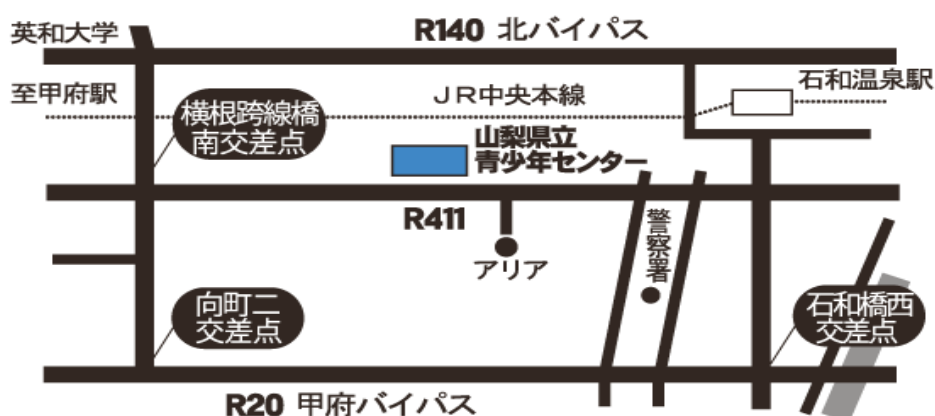 英和大学
R140 北バイパス
至甲府駅
JR中央本線
石和温泉駅
横根跨線橋
南交差点
山梨県立
青少年センター
R411
アリア
警察署
向町二
交差点
石和橋西
交差点
R20 甲府バイパス